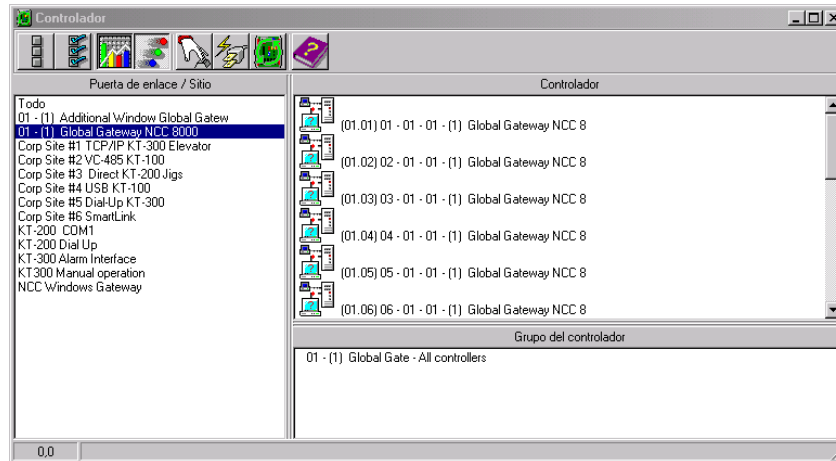 Controlador
Puerta de enlace / Sitio
Todo
01 - (1) Additional Window Global Gatew
01 - (1) Global Gateway NCC 8000
Corp Site #1 TCP/IP KT-300 Elevator
Corp Site #2 VC-485 KT-100
Corp Site #3 Direct KT-200 Jigs
Corp Site #4 USB KT-100
Corp Site #5 Dial-Up KT-300
Corp Site #6 SmartLink
KT-200 COM1
KT-200 Dial Up
KT-300 Alarm Interface
KT300 Manual operation
NCC Windows Gateway
Controlador
(01.01) 01 - 01 - 01 - (1) Global Gateway NCC 8
(01.02) 02 - 01 - 01 - (1) Global Gateway NCC 8
(01.03) 03 - 01 - 01 - (1) Global Gateway NCC 8
(01.04) 04 - 01 - 01 - (1) Global Gateway NCC 8
(01.05) 05 - 01 - 01 - (1) Global Gateway NCC 8
(01.06) 06 - 01 - 01 - (1) Global Gateway NCC 8
Grupo del controlador
01 - (1) Global Gate - All controllers
0,0